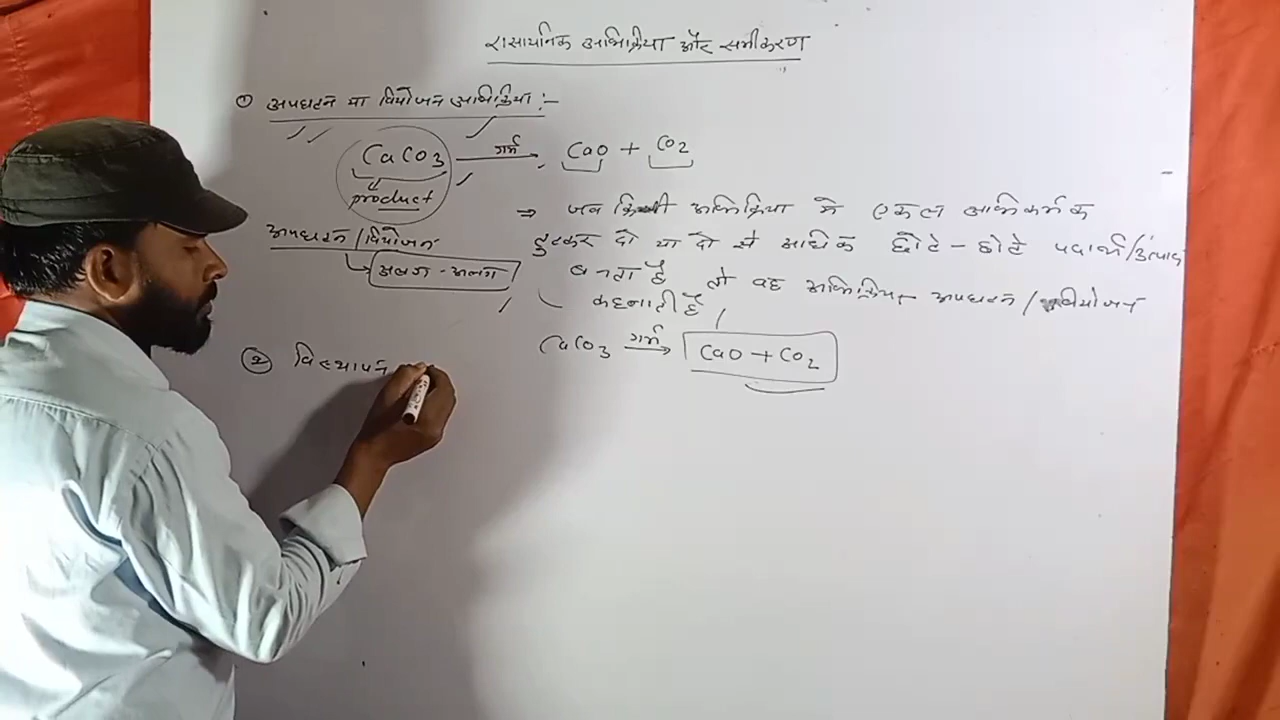 रासायनिक अभिक्रिया और समीकरण
① अपघटन या वियोजन अभिक्रिया :-
CaCO3 गर्म → CaO + CO2
product
अपघटन / वियोजन
अलग - अलग
⇒ जब किसी अभिक्रिया में एकल अभिकर्मक
टुटकर दो या दो से अधिक छोटे - छोटे पदार्थ/उत्पाद
बनता है तो वह अभिक्रिया अपघटन / वियोजन
कहलाती है
CaCO3 गर्म → CaO + CO2
② विस्थापन